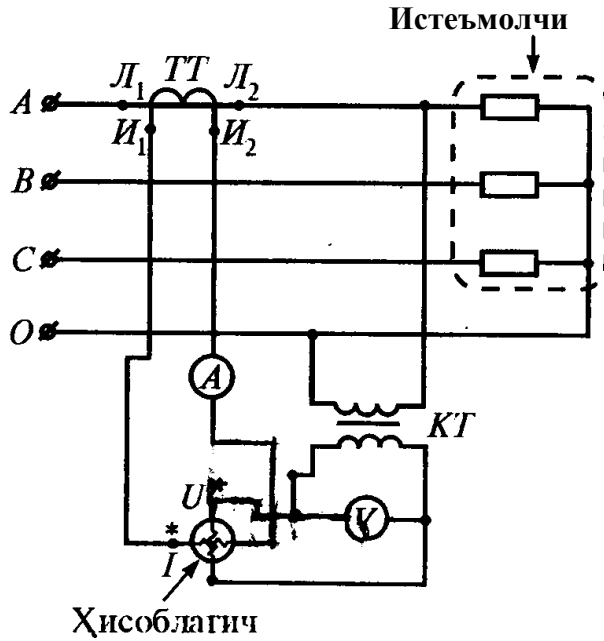 Истеъмолчи
Л₁ ТТ Л₂
A
И₁ И₂
B
C
O
A
КТ
U *
V
*
I
Ҳисоблагич